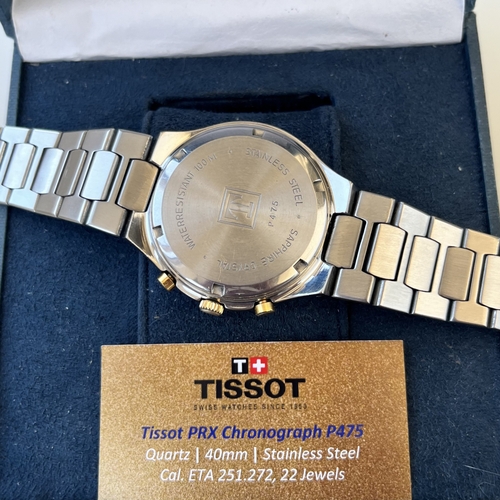 WATERRESISTANT
STAINLESS STEEL
SAPPHIRE CRYSTAL
P475
TISSOT
SWISS WATCHES SINCE 1853
Tissot PRX Chronograph P475
Quartz | 40mm | Stainless Steel
Cal. ETA 251.272, 22 Jewels